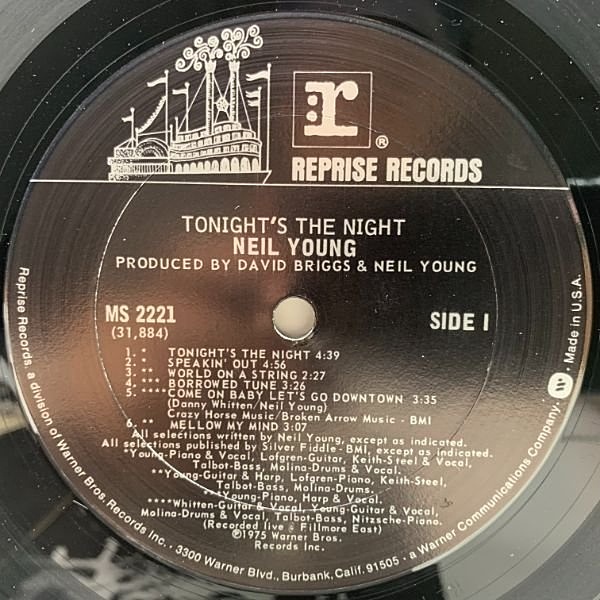 r ®
REPRISE RECORDS
TONIGHT'S THE NIGHT
NEIL YOUNG
PRODUCED BY DAVID BRIGGS & NEIL YOUNG
MS 2221
(31,884)
SIDE 1
1. * TONIGHT'S THE NIGHT 4:39
2. * SPEAKIN' OUT 4:56
3. ** WORLD ON A STRING 2:27
4. *** BORROWED TUNE 3:26
5. **** COME ON BABY LET'S GO DOWNTOWN 3:35
(Danny Whitten/Neil Young)
Crazy Horse Music/Broken Arrow Music - BMI
6. ** MELLOW MY MIND 3:07
All selections written by Neil Young, except as indicated.
All selections published by Silver Fiddle-BMI, except as indicated.
*Young-Piano & Vocal, Lofgren-Guitar, Keith-Steel & Vocal,
Talbot-Bass, Molina-Drums & Vocal.
**Young-Guitar & Harp, Lofgren-Piano, Keith-Steel,
Talbot-Bass, Molina-Drums.
***Young-Piano, Harp & Vocal.
****Whitten-Guitar & Vocal, Young-Guitar & Vocal,
Molina-Drums & Vocal, Talbot-Bass, Nitzsche-Piano.
(Recorded live - Fillmore East)
℗1975 Warner Bros.
Records Inc.
Reprise Records, a division of Warner Bros. Records Inc. · 3300 Warner Blvd., Burbank, Calif. 91505 · a Warner Communications Company. · Made in U.S.A.